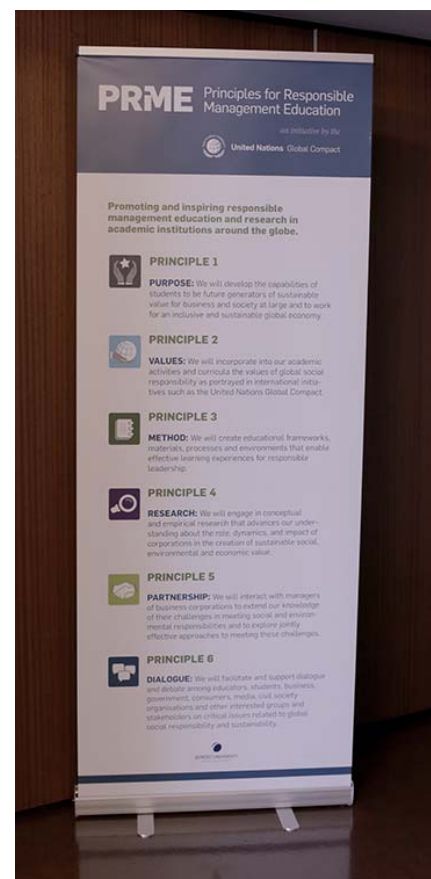 PRME Principles for Responsible
Management Education
an initiative by the
United Nations Global Compact
Promoting and inspiring responsible
management education and research in
academic institutions around the globe.
PRINCIPLE 1
PURPOSE: We will develop the capabilities of
students to be future generators of sustainable
value for business and society at large and to work
for an inclusive and sustainable global economy.
PRINCIPLE 2
VALUES: We will incorporate into our academic
activities and curricula the values of global social
responsibility as portrayed in international initia-
tives such as the United Nations Global Compact.
PRINCIPLE 3
METHOD: We will create educational frameworks,
materials, processes and environments that enable
effective learning experiences for responsible
leadership.
PRINCIPLE 4
RESEARCH: We will engage in conceptual
and empirical research that advances our under-
standing about the role, dynamics, and impact of
corporations in the creation of sustainable social,
environmental and economic value.
PRINCIPLE 5
PARTNERSHIP: We will interact with managers
of business corporations to extend our knowledge
of their challenges in meeting social and environ-
mental responsibilities and to explore jointly
effective approaches to meeting these challenges.
PRINCIPLE 6
DIALOGUE: We will facilitate and support dialogue
and debate among educators, students, business,
government, consumers, media, civil society
organisations and other interested groups and
stakeholders on critical issues related to global
social responsibility and sustainability.
UNIVERSITY